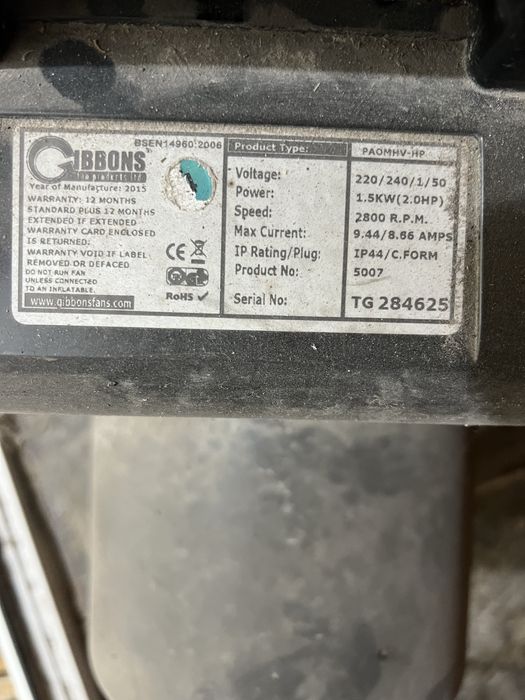 BSEN14960:2006
GIBBONS
Year of Manufacture: 2015
WARRANTY: 12 MONTHS
STANDARD PLUS 12 MONTHS
EXTENDED IF EXTENDED
WARRANTY CARD ENCLOSED
IS RETURNED:
WARRANTY VOID IF LABEL
REMOVED OR DEFACED
DO NOT RUN FAN
UNLESS CONNECTED
TO AN INFLATABLE.
www.gibbonsfans.com
CE
GS
RoHS
Product Type: PAOMHV-HP
Voltage: 220/240/1/50
Power: 1.5KW(2.0HP)
Speed: 2800 R.P.M.
Max Current: 9.44/8.66 AMPS
IP Rating/Plug: IP44/C.FORM
Product No: 5007
Serial No: TG 284625